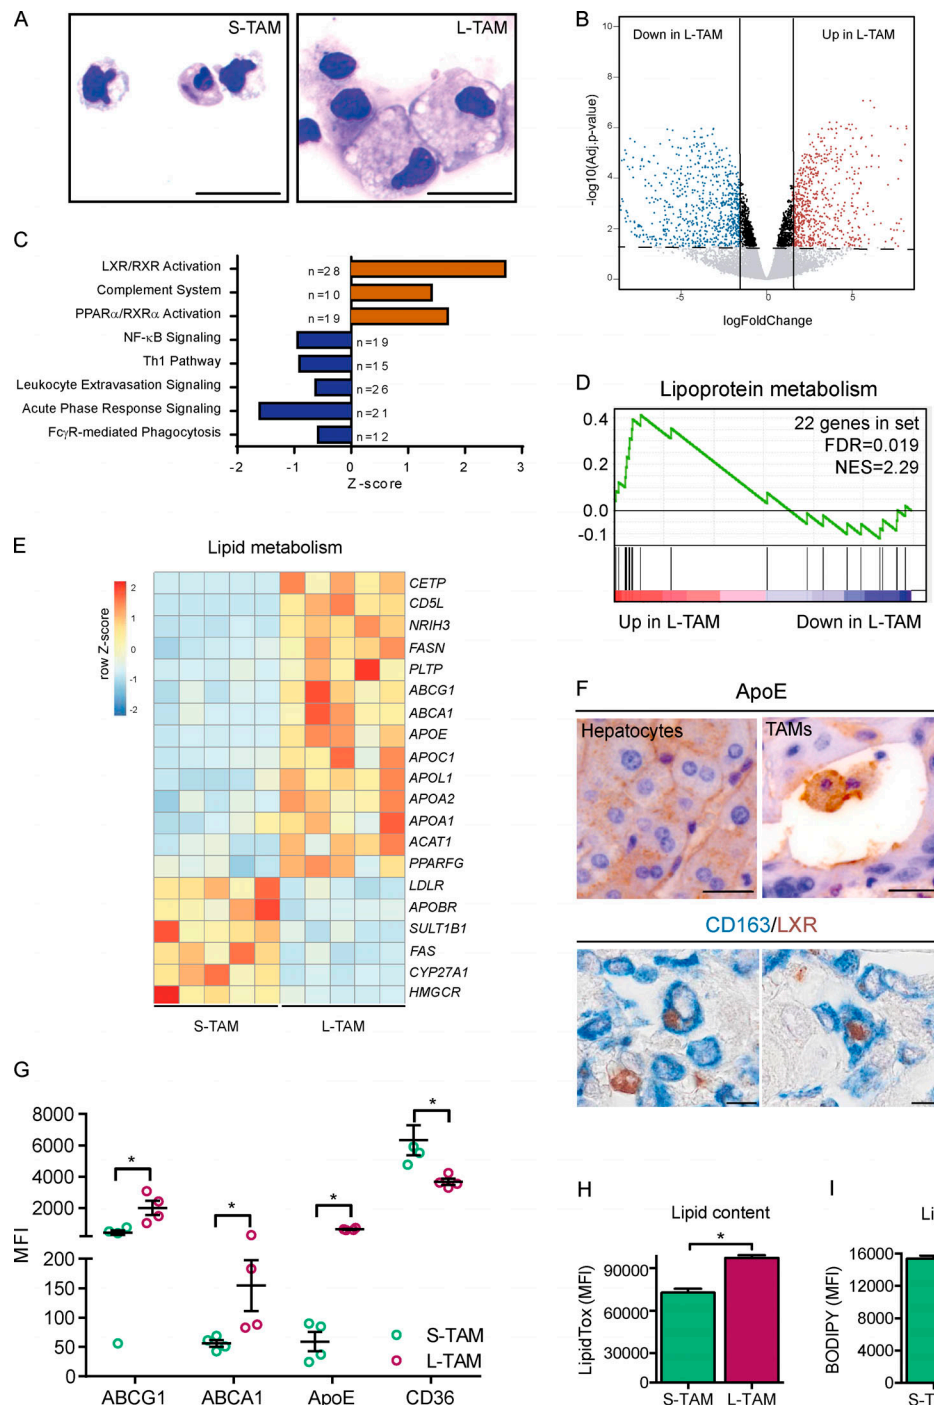 A
S-TAM
L-TAM
B
Down in L-TAM
Up in L-TAM
-log10(Adj.p-value)
10
8
6
4
2
0
-5
0
5
logFoldChange
C
LXR/RXR Activation
n=28
Complement System
n=10
PPARα/RXRα Activation
n=19
NF-κB Signaling
n=19
Th1 Pathway
n=15
Leukocyte Extravasation Signaling
n=26
Acute Phase Response Signaling
n=21
FcγR-mediated Phagocytosis
n=12
-2
-1
0
1
2
3
Z-score
D
Lipoprotein metabolism
22 genes in set
FDR=0.019
NES=2.29
0.4
0.2
0.0
-0.1
Up in L-TAM
Down in L-TAM
E
Lipid metabolism
row Z-score
2
1
0
-1
-2
CETP
CD5L
NRIH3
FASN
PLTP
ABCG1
ABCA1
APOE
APOC1
APOL1
APOA2
APOA1
ACAT1
PPARFG
LDLR
APOBR
SULT1B1
FAS
CYP27A1
HMGCR
S-TAM
L-TAM
F
ApoE
Hepatocytes
TAMs
CD163/LXR
G
MFI
8000
6000
4000
2000
200
150
100
50
0
*
*
*
*
S-TAM
L-TAM
ABCG1
ABCA1
ApoE
CD36
H
Lipid content
*
LipidTox (MFI)
90000
60000
30000
0
S-TAM
L-TAM
I
Li
BODIPY (MFI)
16000
12000
8000
4000
0
S-T